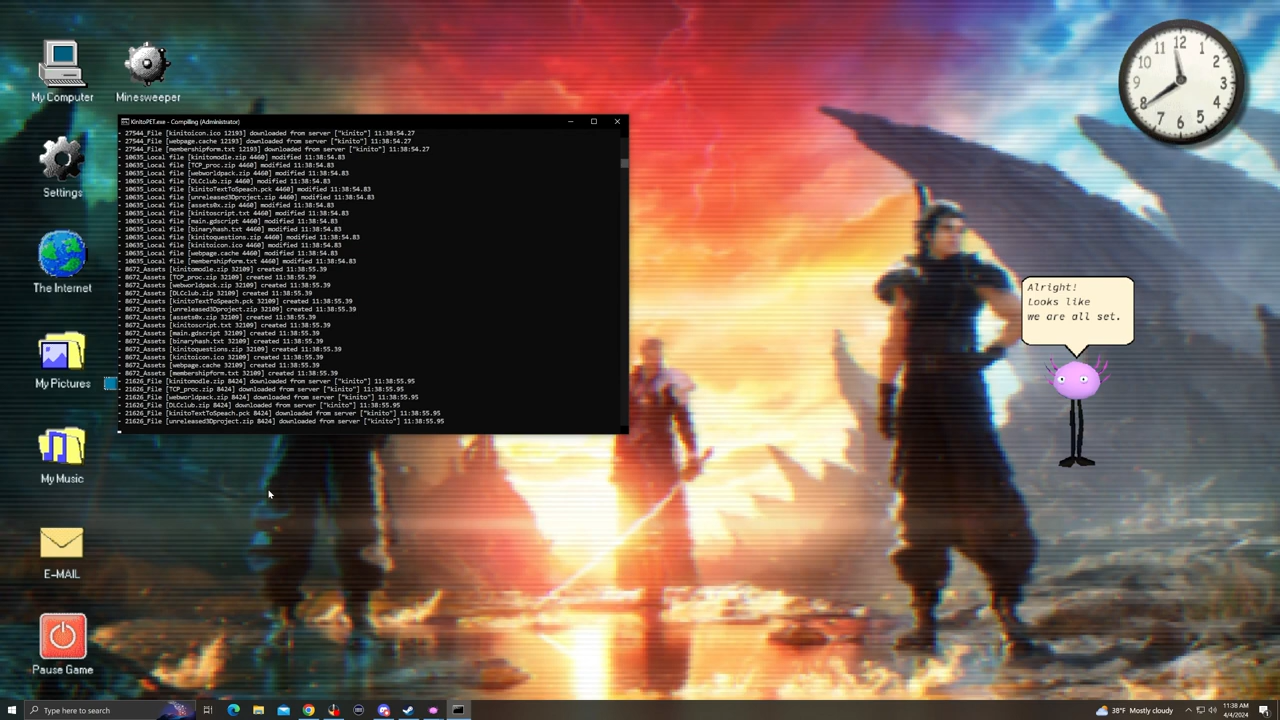 My Computer
Minesweeper
Settings
The Internet
My Pictures
My Music
E-MAIL
Pause Game
KinitoPET.exe - Compiling (Administrator)
- 27544_File [kinitoicon.ico 12193] downloaded from server ["kinito"] 11:38:54.27
- 27544_File [webpage.cache 12193] downloaded from server ["kinito"] 11:38:54.27
- 27544_File [membershipform.txt 12193] downloaded from server ["kinito"] 11:38:54.27
- 10635_Local file [kinitomodle.zip 4460] modified 11:38:54.83
- 10635_Local file [TCP_proc.zip 4460] modified 11:38:54.83
- 10635_Local file [webworldpack.zip 4460] modified 11:38:54.83
- 10635_Local file [DLCclub.zip 4460] modified 11:38:54.83
- 10635_Local file [kinitoTextToSpeach.pck 4460] modified 11:38:54.83
- 10635_Local file [unreleased3Dproject.zip 4460] modified 11:38:54.83
- 10635_Local file [assets0x.zip 4460] modified 11:38:54.83
- 10635_Local file [kinitoscript.txt 4460] modified 11:38:54.83
- 10635_Local file [main.gdscript 4460] modified 11:38:54.83
- 10635_Local file [binaryhash.txt 4460] modified 11:38:54.83
- 10635_Local file [kinitoquestions.zip 4460] modified 11:38:54.83
- 10635_Local file [kinitoicon.ico 4460] modified 11:38:54.83
- 10635_Local file [webpage.cache 4460] modified 11:38:54.83
- 10635_Local file [membershipform.txt 4460] modified 11:38:54.83
- 8672_Assets [kinitomodle.zip 32109] created 11:38:55.39
- 8672_Assets [TCP_proc.zip 32109] created 11:38:55.39
- 8672_Assets [webworldpack.zip 32109] created 11:38:55.39
- 8672_Assets [DLCclub.zip 32109] created 11:38:55.39
- 8672_Assets [kinitoTextToSpeach.pck 32109] created 11:38:55.39
- 8672_Assets [unreleased3Dproject.zip 32109] created 11:38:55.39
- 8672_Assets [assets0x.zip 32109] created 11:38:55.39
- 8672_Assets [kinitoscript.txt 32109] created 11:38:55.39
- 8672_Assets [main.gdscript 32109] created 11:38:55.39
- 8672_Assets [binaryhash.txt 32109] created 11:38:55.39
- 8672_Assets [kinitoquestions.zip 32109] created 11:38:55.39
- 8672_Assets [kinitoicon.ico 32109] created 11:38:55.39
- 8672_Assets [webpage.cache 32109] created 11:38:55.39
- 8672_Assets [membershipform.txt 32109] created 11:38:55.39
- 21626_File [kinitomodle.zip 8424] downloaded from server ["kinito"] 11:38:55.95
- 21626_File [TCP_proc.zip 8424] downloaded from server ["kinito"] 11:38:55.95
- 21626_File [webworldpack.zip 8424] downloaded from server ["kinito"] 11:38:55.95
- 21626_File [DLCclub.zip 8424] downloaded from server ["kinito"] 11:38:55.95
- 21626_File [kinitoTextToSpeach.pck 8424] downloaded from server ["kinito"] 11:38:55.95
- 21626_File [unreleased3Dproject.zip 8424] downloaded from server ["kinito"] 11:38:55.95
12
1
2
3
4
5
6
7
8
9
10
11
Alright!
Looks like
we are all set.
Type here to search
38°F Mostly cloudy
11:38 AM
4/4/2024